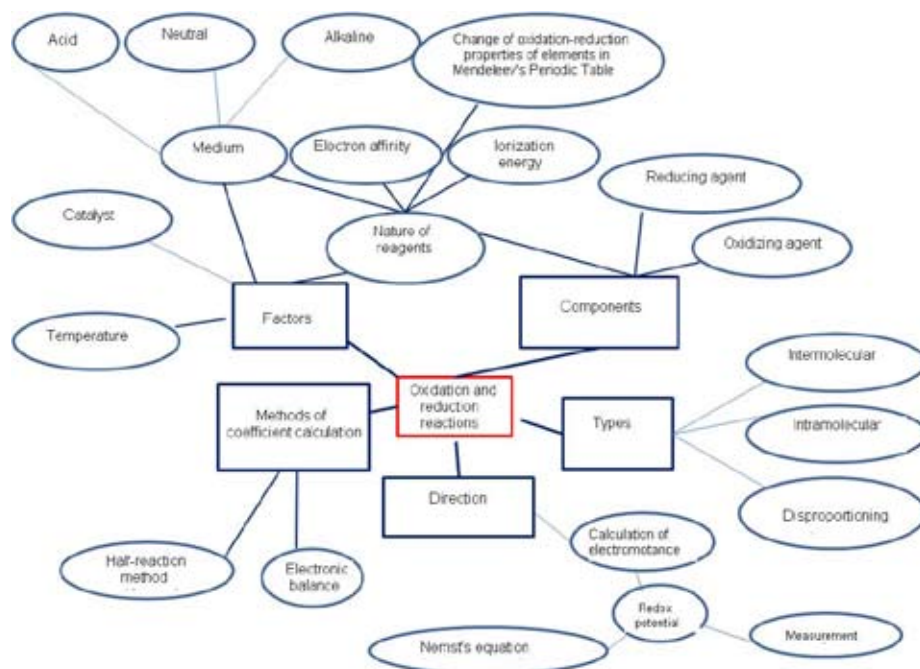 Acid
Neutral
Alkaline
Change of oxidation-reduction
properties of elements in
Mendeleev's Periodic Table
Medium
Electron affinity
Ionization
energy
Reducing agent
Catalyst
Nature of
reagents
Oxidizing agent
Factors
Components
Temperature
Intermolecular
Oxidation and
reduction
reactions
Methods of
coefficient calculation
Types
Intramolecular
Direction
Disproportioning
Calculation of
electromotance
Half-reaction
method
Electronic
balance
Redox
potential
Nernst's equation
Measurement